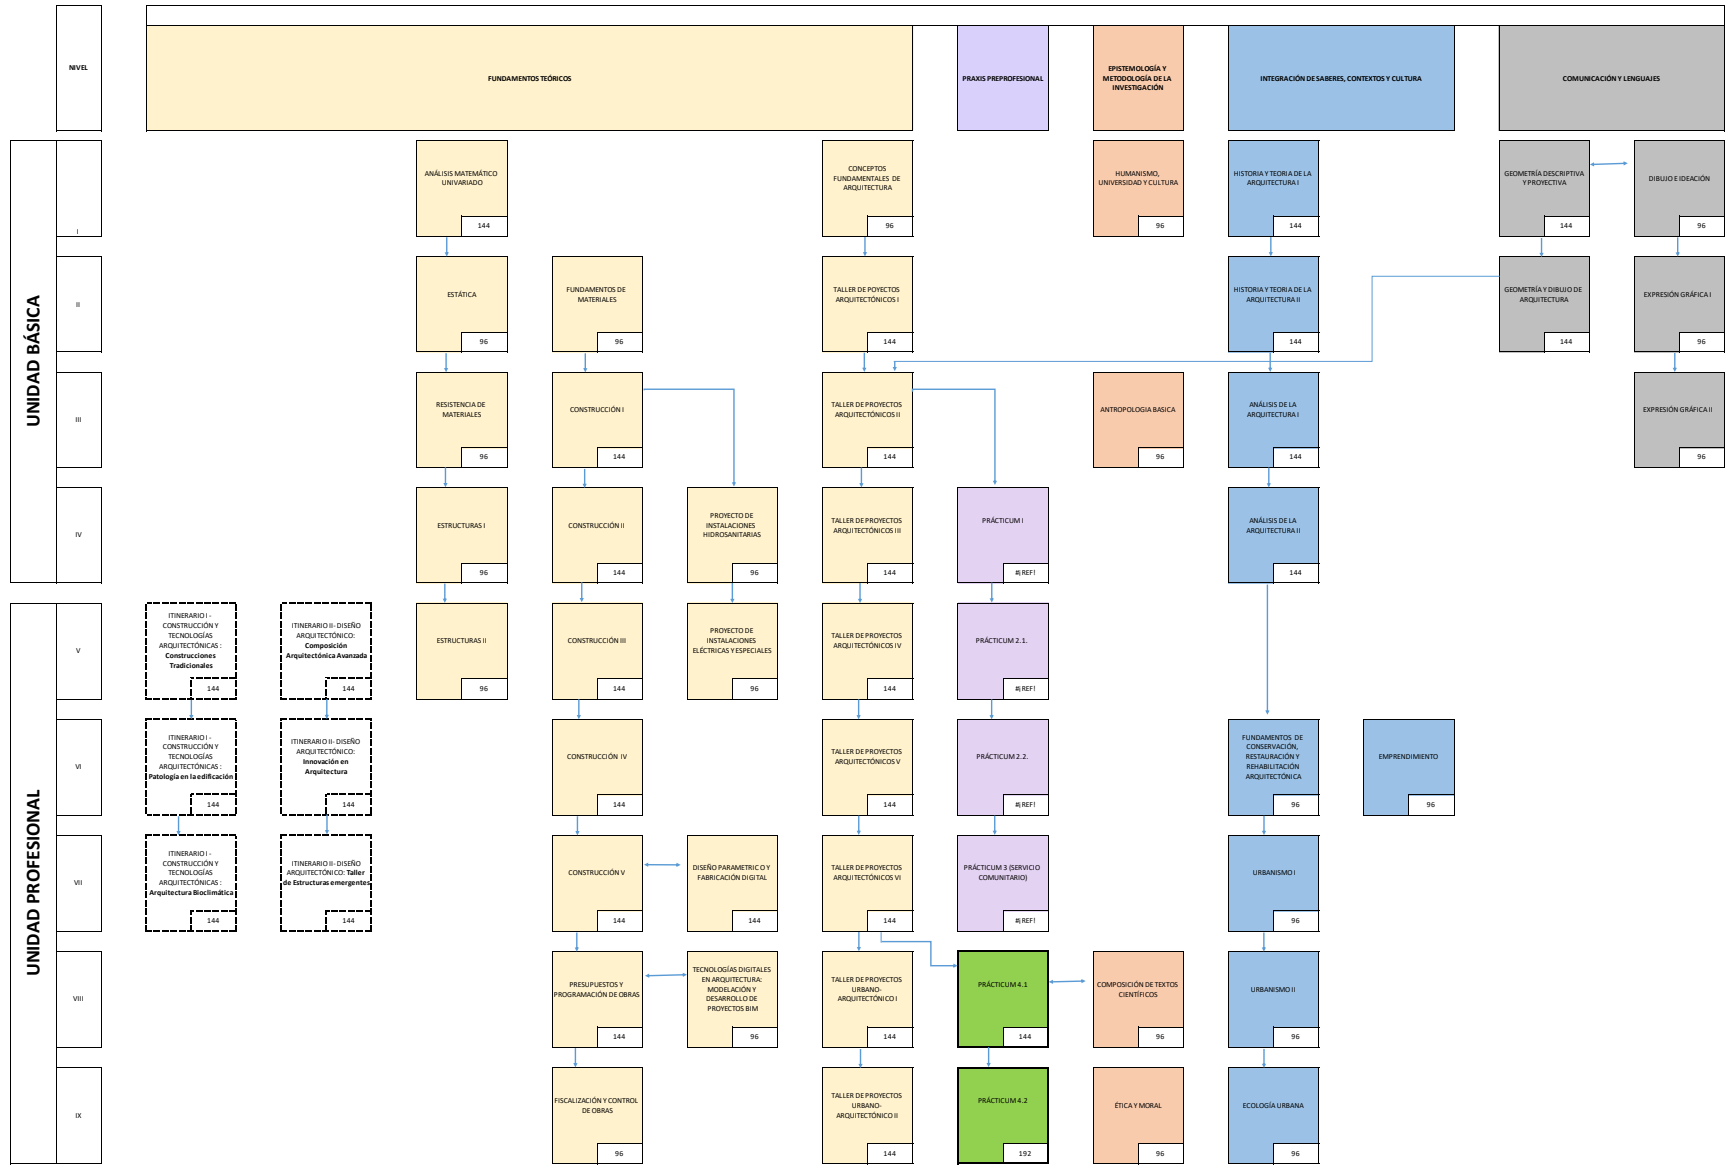 NIVEL
FUNDAMENTOS TEÓRICOS
PRAXIS PREPROFESIONAL
EPISTEMOLOGÍA Y
METODOLOGÍA DE LA
INVESTIGACIÓN
INTEGRACIÓN DE SABERES, CONTEXTOS Y CULTURA
COMUNICACIÓN Y LENGUAJES
UNIDAD BÁSICA
I
ANÁLISIS MATEMÁTICO
UNIVARIADO
144
CONCEPTOS
FUNDAMENTALES DE
ARQUITECTURA
96
HUMANISMO,
UNIVERSIDAD Y CULTURA
96
HISTORIA Y TEORIA DE LA
ARQUITECTURA I
144
GEOMETRÍA DESCRIPTIVA
Y PROYECTIVA
144
DIBUJO E IDEACIÓN
96
II
ESTÁTICA
96
FUNDAMENTOS DE
MATERIALES
96
TALLER DE POYECTOS
ARQUITECTÓNICOS I
144
HISTORIA Y TEORIA DE LA
ARQUITECTURA II
144
GEOMETRÍA Y DIBUJO DE
ARQUITECTURA
144
EXPRESIÓN GRÁFICA I
96
III
RESISTENCIA DE
MATERIALES
96
CONSTRUCCIÓN I
144
TALLER DE PROYECTOS
ARQUITECTÓNICOS II
144
ANTROPOLOGIA BASICA
96
ANÁLISIS DE LA
ARQUITECTURA I
144
EXPRESIÓN GRÁFICA II
96
IV
ESTRUCTURAS I
96
CONSTRUCCIÓN II
144
PROYECTO DE
INSTALACIONES
HIDROSANITARIAS
96
TALLER DE PROYECTOS
ARQUITECTÓNICOS III
144
PRÁCTICUM I
#¡REF!
ANÁLISIS DE LA
ARQUITECTURA II
144
UNIDAD PROFESIONAL
V
ITINERARIO I -
CONSTRUCCIÓN Y
TECNOLOGÍAS
ARQUITECTÓNICAS :
Construcciones
Tradicionales
144
ITINERARIO II- DISEÑO
ARQUITECTÓNICO:
Composición
Arquitectónica Avanzada
144
ESTRUCTURAS II
96
CONSTRUCCIÓN III
144
PROYECTO DE
INSTALACIONES
ELÉCTRICAS Y ESPECIALES
96
TALLER DE PROYECTOS
ARQUITECTÓNICOS IV
144
PRÁCTICUM 2.1.
#¡REF!
VI
ITINERARIO I -
CONSTRUCCIÓN Y
TECNOLOGÍAS
ARQUITECTÓNICAS :
Patología en la edificación
144
ITINERARIO II- DISEÑO
ARQUITECTÓNICO:
Innovación en
Arquitectura
144
CONSTRUCCIÓN IV
144
TALLER DE PROYECTOS
ARQUITECTÓNICOS V
144
PRÁCTICUM 2.2.
#¡REF!
FUNDAMENTOS DE
CONSERVACIÓN,
RESTAURACIÓN Y
REHABILITACIÓN
ARQUITECTÓNICA
96
EMPRENDIMIENTO
96
VII
ITINERARIO I -
CONSTRUCCIÓN Y
TECNOLOGÍAS
ARQUITECTÓNICAS :
Arquitectura Bioclimática
144
ITINERARIO II- DISEÑO
ARQUITECTÓNICO: Taller
de Estructuras emergentes
144
CONSTRUCCIÓN V
144
DISEÑO PARAMETRICO Y
FABRICACIÓN DIGITAL
144
TALLER DE PROYECTOS
ARQUITECTÓNICOS VI
144
PRÁCTICUM 3 (SERVICIO
COMUNITARIO)
#¡REF!
URBANISMO I
96
VIII
PRESUPUESTOS Y
PROGRAMACIÓN DE OBRAS
144
TECNOLOGÍAS DIGITALES
EN ARQUITECTURA:
MODELACIÓN Y
DESARROLLO DE
PROYECTOS BIM
96
TALLER DE PROYECTOS
URBANO-
ARQUITECTÓNICO I
144
PRÁCTICUM 4.1
144
COMPOSICIÓN DE TEXTOS
CIENTÍFICOS
96
URBANISMO II
96
IX
FISCALIZACIÓN Y CONTROL
DE OBRAS
96
TALLER DE PROYECTOS
URBANO-
ARQUITECTÓNICO II
144
PRÁCTICUM 4.2
192
ÉTICA Y MORAL
96
ECOLOGÍA URBANA
96